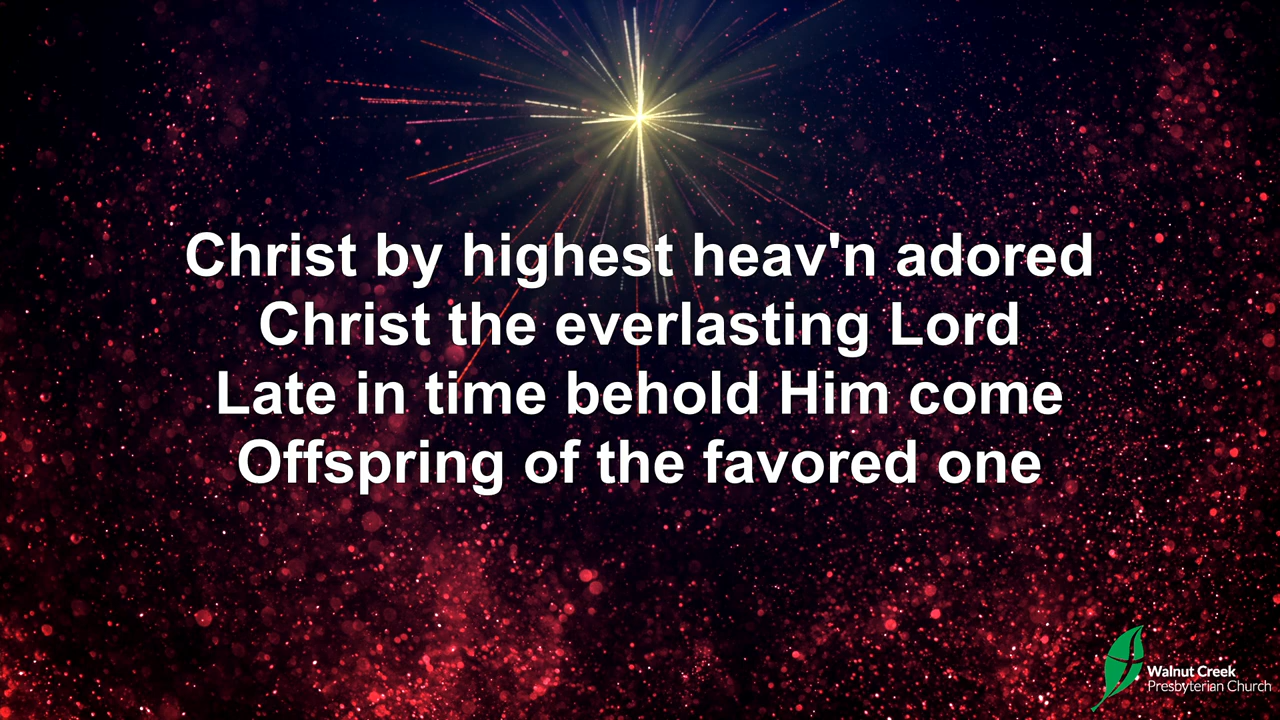 Christ by highest heav'n adored
Christ the everlasting Lord
Late in time behold Him come
Offspring of the favored one
Walnut Creek
Presbyterian Church